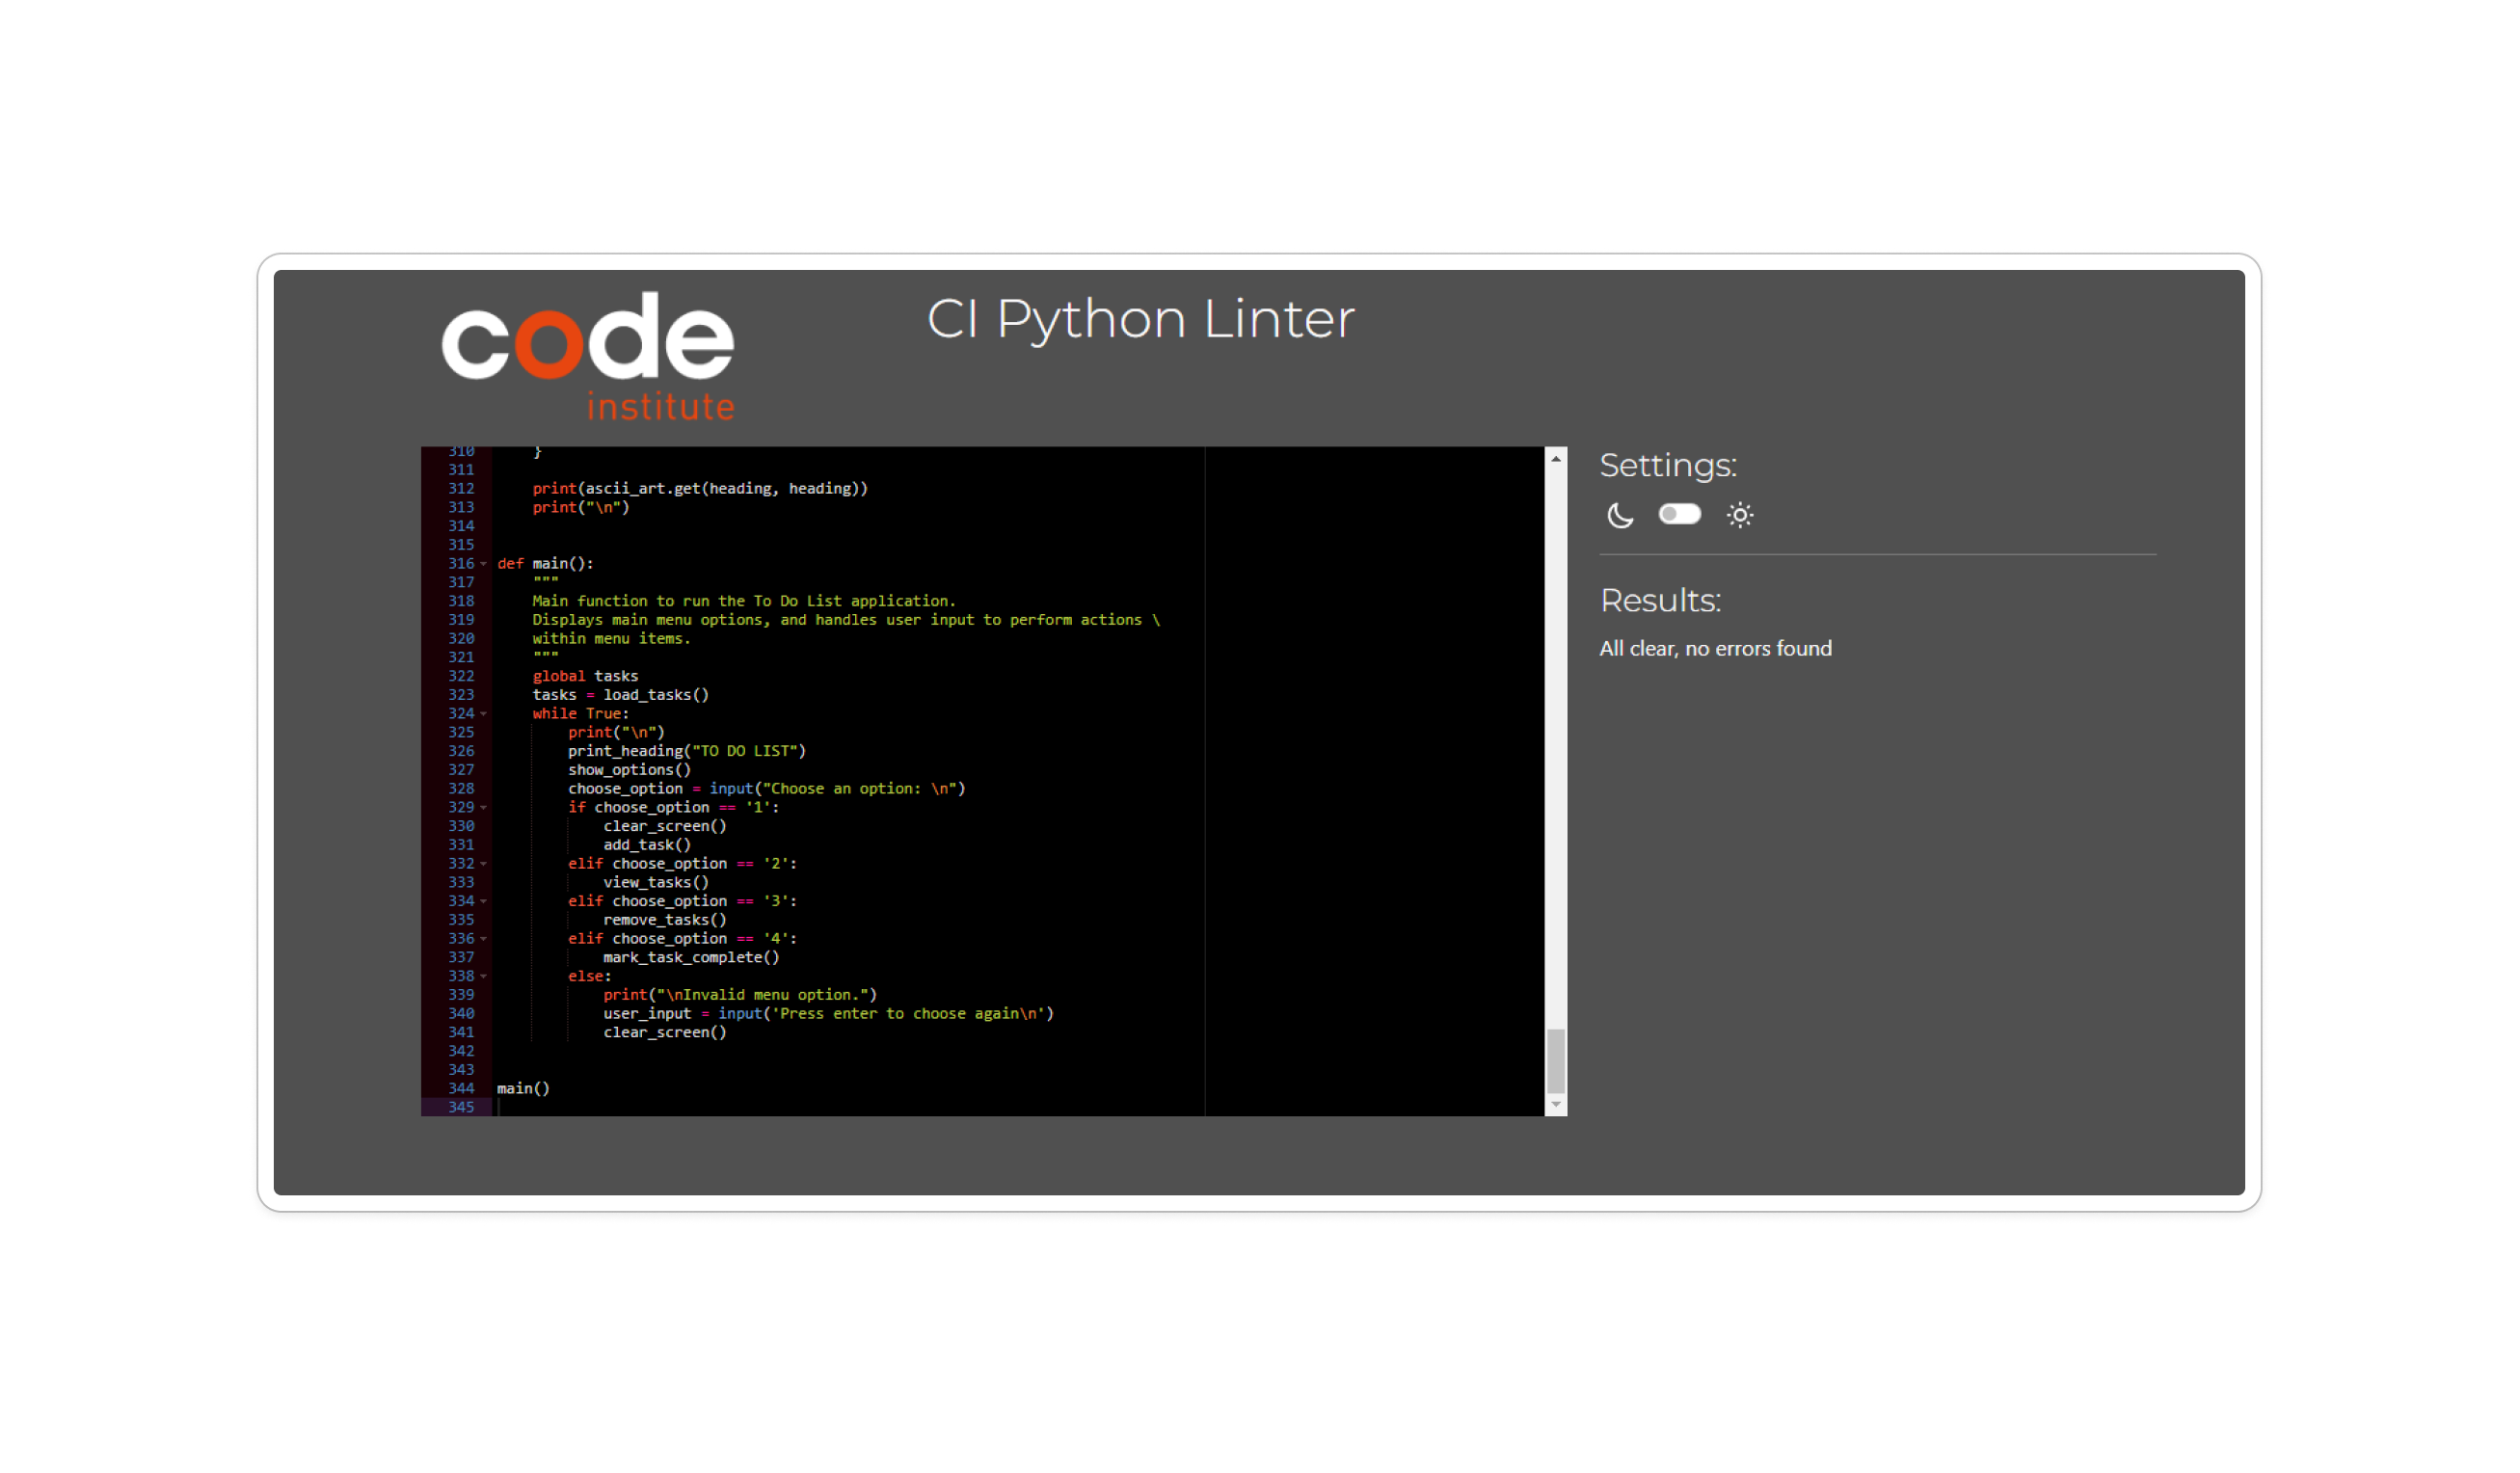 code
institute
CI Python Linter
310 }
311
312 print(ascii_art.get(heading, heading))
313 print("\n")
314
315
316 def main():
317 """
318 Main function to run the To Do List application.
319 Displays main menu options, and handles user input to perform actions \
320 within menu items.
321 """
322 global tasks
323 tasks = load_tasks()
324 while True:
325 print("\n")
326 print_heading("TO DO LIST")
327 show_options()
328 choose_option = input("Choose an option: \n")
329 if choose_option == '1':
330 clear_screen()
331 add_task()
332 elif choose_option == '2':
333 view_tasks()
334 elif choose_option == '3':
335 remove_tasks()
336 elif choose_option == '4':
337 mark_task_complete()
338 else:
339 print("\nInvalid menu option.")
340 user_input = input('Press enter to choose again\n')
341 clear_screen()
342
343
344 main()
345
Settings:
Results:
All clear, no errors found